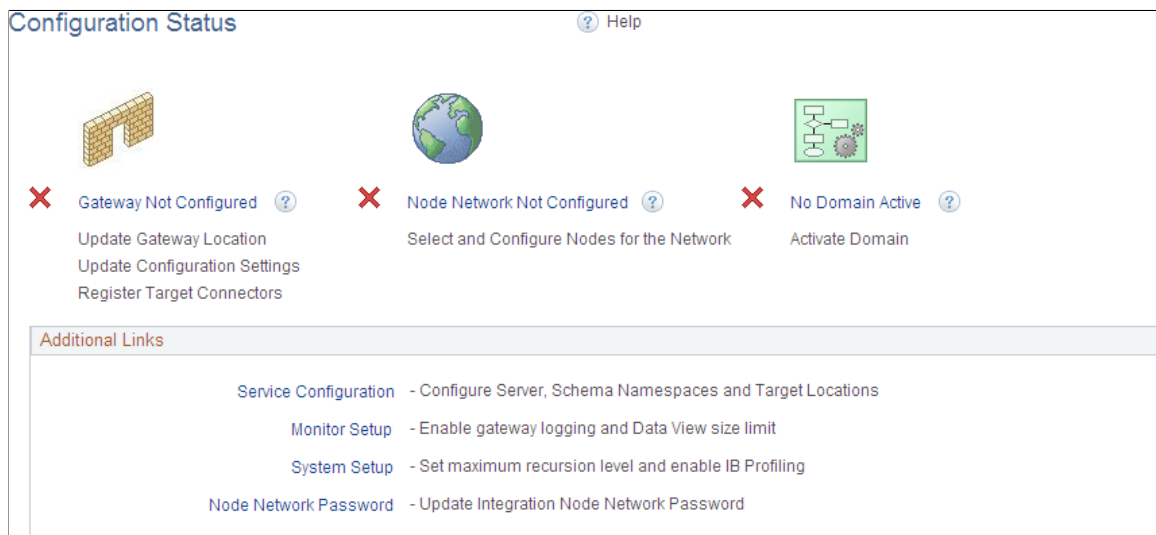 Configuration Status
? Help
Gateway Not Configured ?
Update Gateway Location
Update Configuration Settings
Register Target Connectors
Node Network Not Configured ?
Select and Configure Nodes for the Network
No Domain Active ?
Activate Domain
Additional Links
Service Configuration - Configure Server, Schema Namespaces and Target Locations
Monitor Setup - Enable gateway logging and Data View size limit
System Setup - Set maximum recursion level and enable IB Profiling
Node Network Password - Update Integration Node Network Password